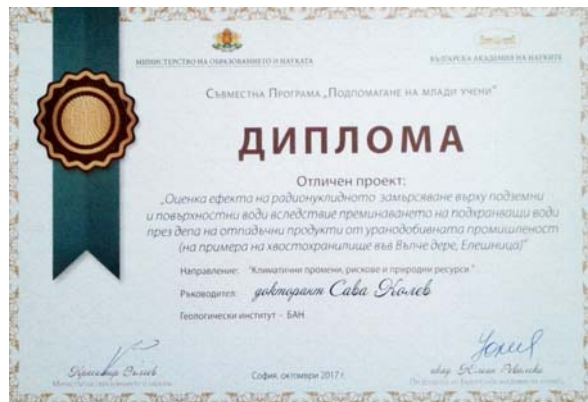 МИНИСТЕРСТВО НА ОБРАЗОВАНИЕТО И НАУКАТА
БЪЛГАРСКА АКАДЕМИЯ НА НАУКИТЕ
Съвместна Програма „Подпомагане на млади учени"
ДИПЛОМА
Отличен проект:
„Оценка ефекта на радионуклидното замърсяване върху подземни
и повърхностни води вследствие преминаването на подхранващи води
през депа на отпадъчни продукти от уранодобивната промишленост
(на примера на хвостохранилище във Вълче дере, Елешница)"
Направление: "Климатични промени, рискове и природни ресурси."
Ръководител: докторант Сава Колев
Геологически институт - БАН
София, октомври 2017 г.